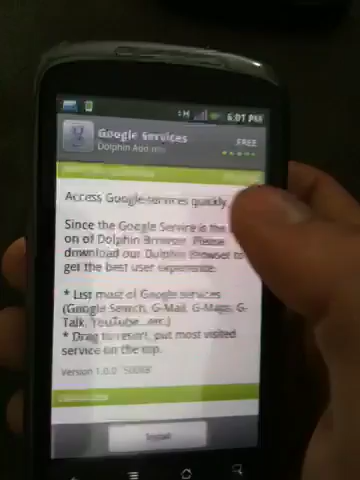 H 6:01 PM
Google Services
FREE
Dolphin Add-ons
Access Google services quickly.
Since the Google Service is the
on of Dolphin Browser. Please
download our Dolphin Browser to
get the best user experience.
* List most of Google services
(Google Search, G-Mail, G-Maps, G-
Talk, YouTube...etc.)
* Drag to resort, put most visited
service on the top.
Version 1.0.0
Install